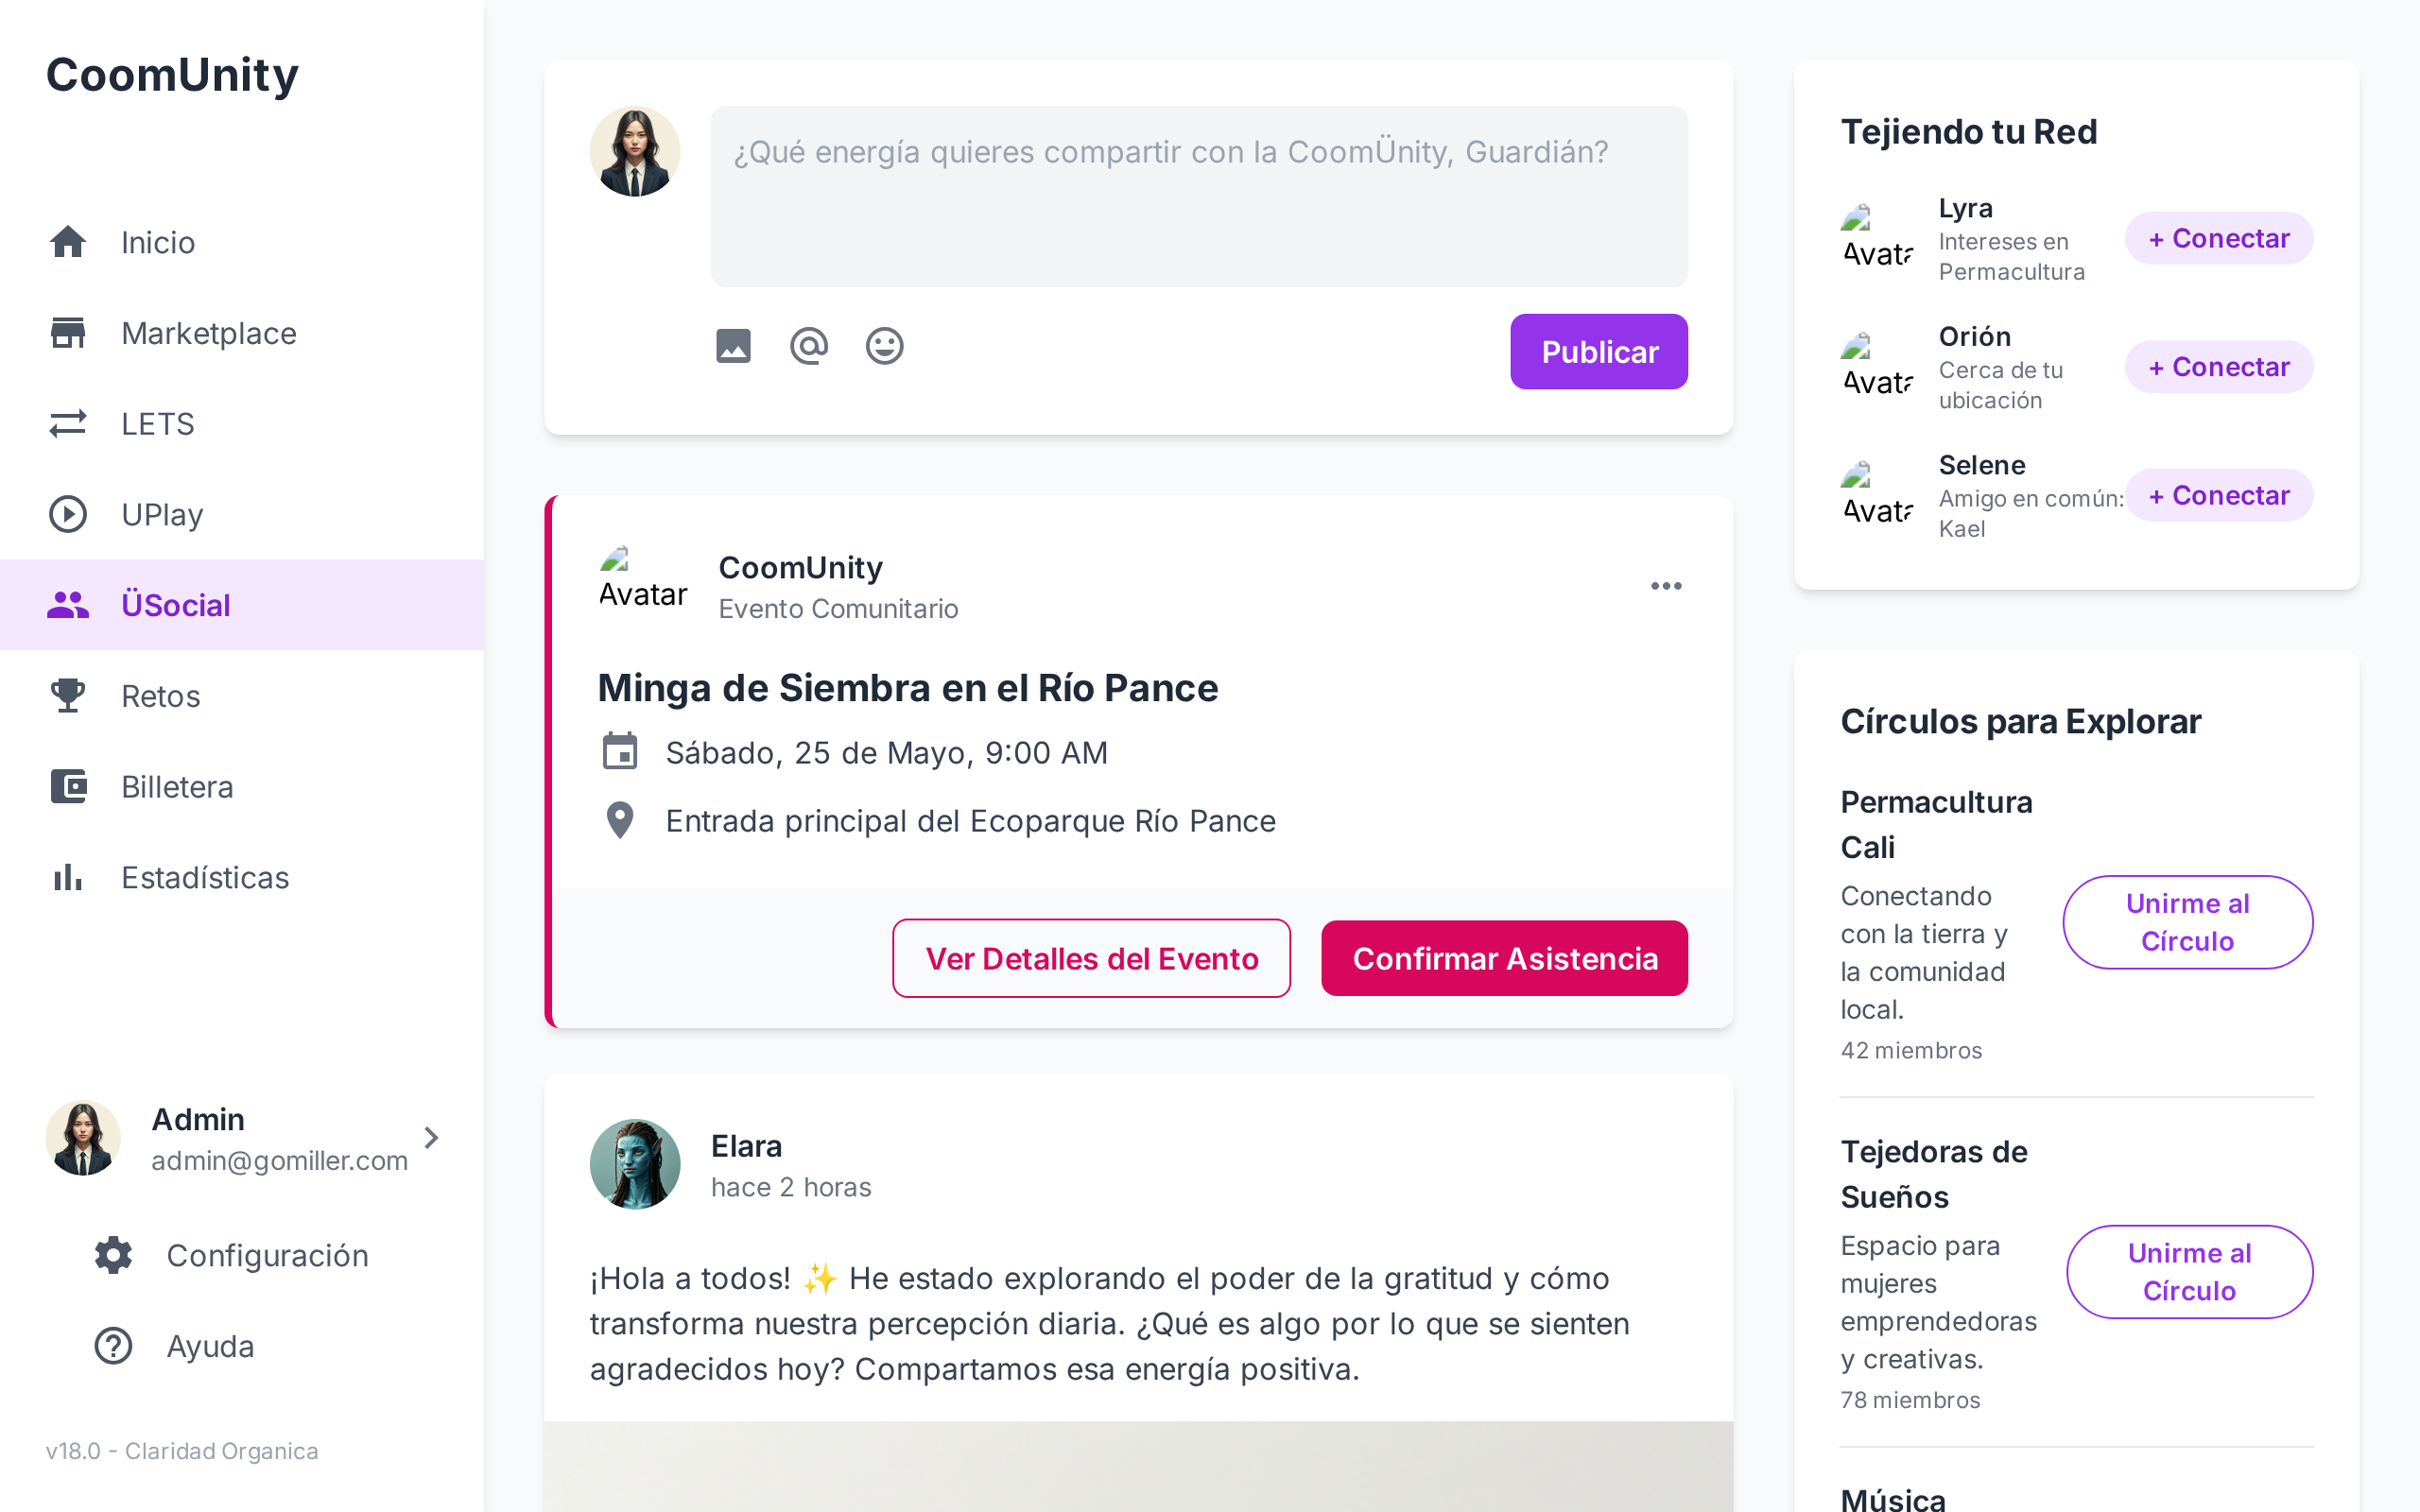 CoomUnity
Inicio
Marketplace
LETS
UPlay
ÜSocial
Retos
Billetera
Estadísticas
Admin
admin@gomiller.com
Configuración
Ayuda
v18.0 - Claridad Organica
¿Qué energía quieres compartir con la CoomÜnity, Guardián?
Publicar
Avatar
CoomUnity
Evento Comunitario
Minga de Siembra en el Río Pance
Sábado, 25 de Mayo, 9:00 AM
Entrada principal del Ecoparque Río Pance
Ver Detalles del Evento
Confirmar Asistencia
Elara
hace 2 horas
¡Hola a todos! ✨ He estado explorando el poder de la gratitud y cómo
transforma nuestra percepción diaria. ¿Qué es algo por lo que se sienten
agradecidos hoy? Compartamos esa energía positiva.
Tejiendo tu Red
Lyra
Intereses en
Permacultura
+ Conectar
Orión
Cerca de tu
ubicación
+ Conectar
Selene
Amigo en común:
Kael
+ Conectar
Círculos para Explorar
Permacultura
Cali
Conectando
con la tierra y
la comunidad
local.
42 miembros
Unirme al
Círculo
Tejedoras de
Sueños
Espacio para
mujeres
emprendedoras
y creativas.
78 miembros
Unirme al
Círculo
Música